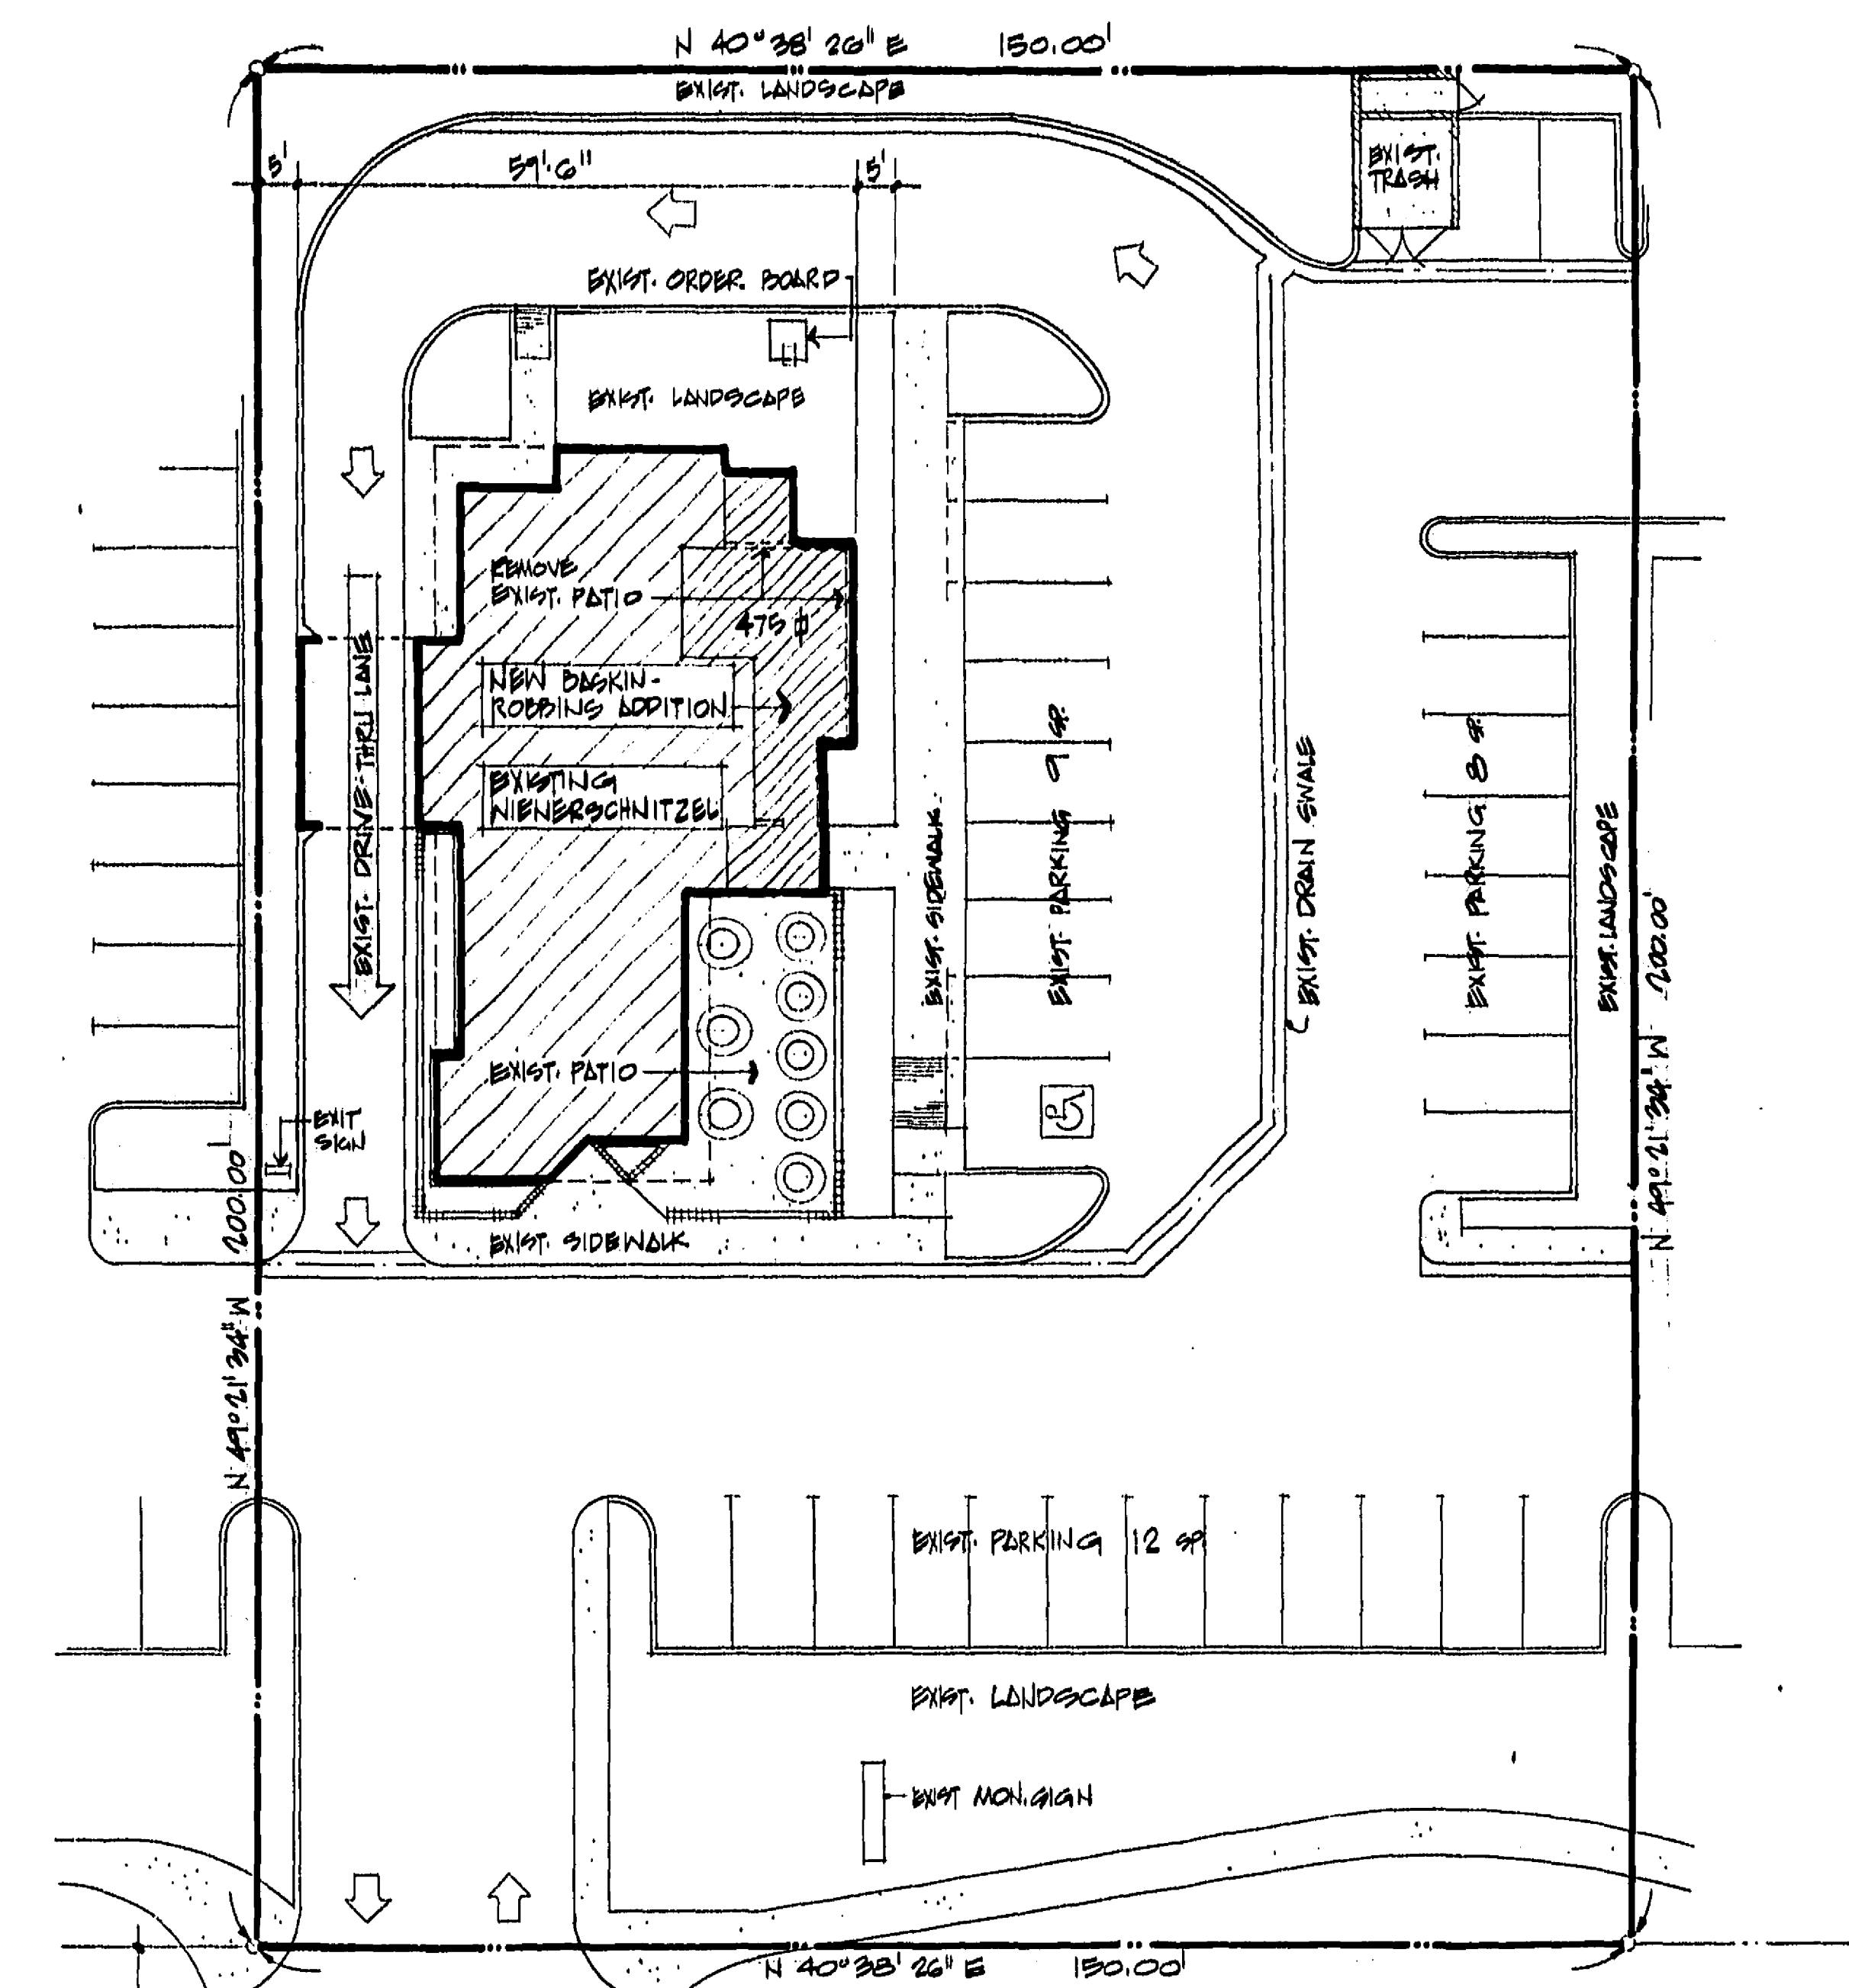 N 40° 38' 26" E 150.00'
EXIST. LANDSCAPE
5'
59'.6"
5'
EXIST.
TRASH
EXIST. ORDER. BOARD
EXIST. LANDSCAPE
REMOVE
EXIST. PATIO
475
NEW BASKIN-
ROBBINS ADDITION
EXISTING
WIENERSCHNITZEL
EXIST. DRIVE-THRU LANE
EXIST. SIDEWALK
EXIST. PARKING 9 SP.
EXIST. DRAIN SWALE
EXIST. PARKING 8 SP.
EXIST. LANDSCAPE
N 49° 21' 34" W 200.00'
EXIST. PATIO
EXIT
SIGN
EXIST. SIDEWALK
N 49° 21' 34" W 200.00
EXIST. PARKING 12 SP.
EXIST. LANDSCAPE
EXIST MON. SIGN
N 40° 38' 26" E 150.00'